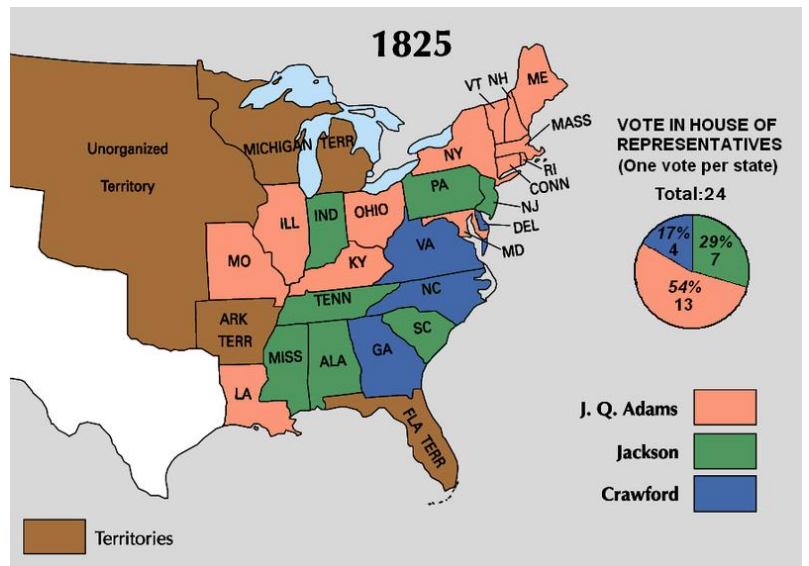 1825
VT NH ME
MASS
RI
CONN
NJ
DEL
MD
Unorganized
Territory
MICHIGAN TERR
NY
PA
ILL
IND
OHIO
MO
KY
VA
NC
TENN
ARK
TERR
SC
MISS
ALA
GA
LA
FLA TERR
VOTE IN HOUSE OF
REPRESENTATIVES
(One vote per state)
Total:24
17%
4
29%
7
54%
13
J. Q. Adams
Jackson
Crawford
Territories